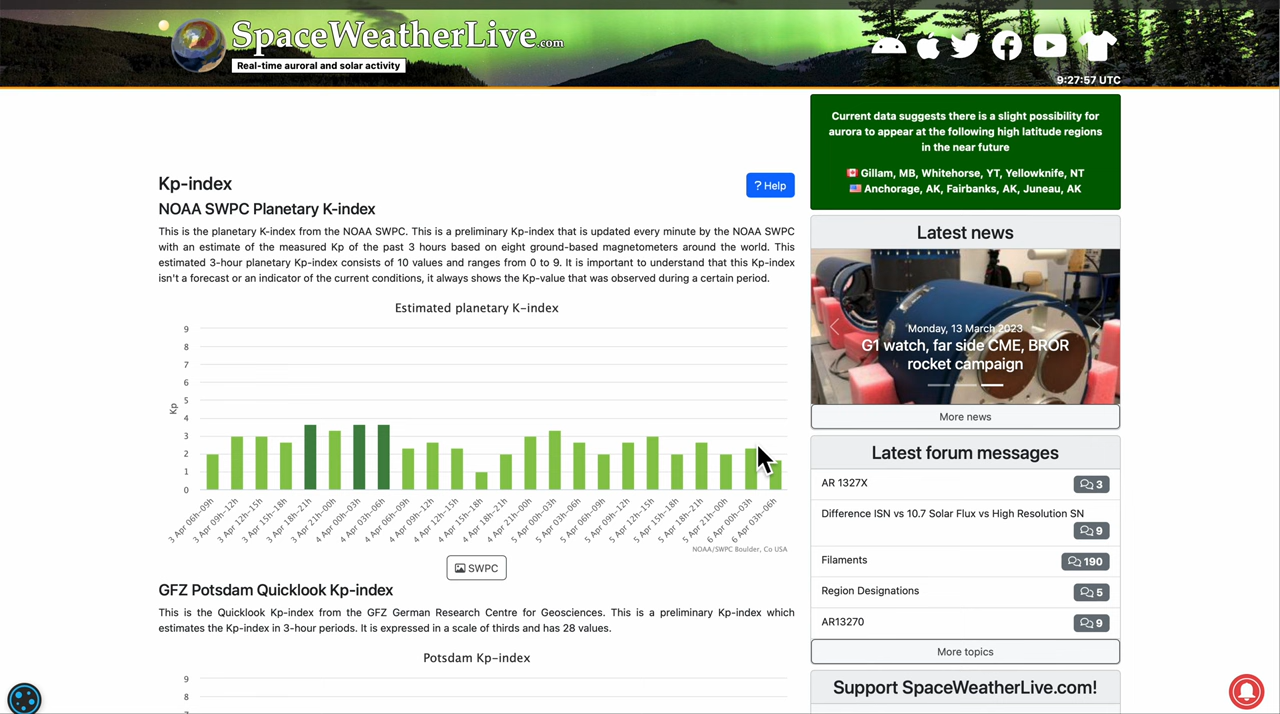 SpaceWeatherLive.com
Real-time auroral and solar activity
9:27:57 UTC
Kp-index
? Help
NOAA SWPC Planetary K-index
This is the planetary K-index from the NOAA SWPC. This is a preliminary Kp-index that is updated every minute by the NOAA SWPC
with an estimate of the measured Kp of the past 3 hours based on eight ground-based magnetometers around the world. This
estimated 3-hour planetary Kp-index consists of 10 values and ranges from 0 to 9. It is important to understand that this Kp-index
isn't a forecast or an indicator of the current conditions, it always shows the Kp-value that was observed during a certain period.
Estimated planetary K-index
Kp
9
8
7
6
5
4
3
2
1
0
3 Apr 06h-09h
3 Apr 09h-12h
3 Apr 12h-15h
3 Apr 15h-18h
3 Apr 18h-21h
3 Apr 21h-00h
4 Apr 00h-03h
4 Apr 03h-06h
4 Apr 06h-09h
4 Apr 09h-12h
4 Apr 12h-15h
4 Apr 15h-18h
4 Apr 18h-21h
4 Apr 21h-00h
5 Apr 00h-03h
5 Apr 03h-06h
5 Apr 06h-09h
5 Apr 09h-12h
5 Apr 12h-15h
5 Apr 15h-18h
5 Apr 18h-21h
5 Apr 21h-00h
6 Apr 00h-03h
6 Apr 03h-06h
NOAA/SWPC Boulder, Co USA
SWPC
GFZ Potsdam Quicklook Kp-index
This is the Quicklook Kp-index from the GFZ German Research Centre for Geosciences. This is a preliminary Kp-index which
estimates the Kp-index in 3-hour periods. It is expressed in a scale of thirds and has 28 values.
Potsdam Kp-index
9
8
Current data suggests there is a slight possibility for
aurora to appear at the following high latitude regions
in the near future
Gillam, MB, Whitehorse, YT, Yellowknife, NT
Anchorage, AK, Fairbanks, AK, Juneau, AK
Latest news
Monday, 13 March 2023
G1 watch, far side CME, BROR
rocket campaign
More news
Latest forum messages
AR 1327X
3
Difference ISN vs 10.7 Solar Flux vs High Resolution SN
9
Filaments
190
Region Designations
5
AR13270
9
More topics
Support SpaceWeatherLive.com!